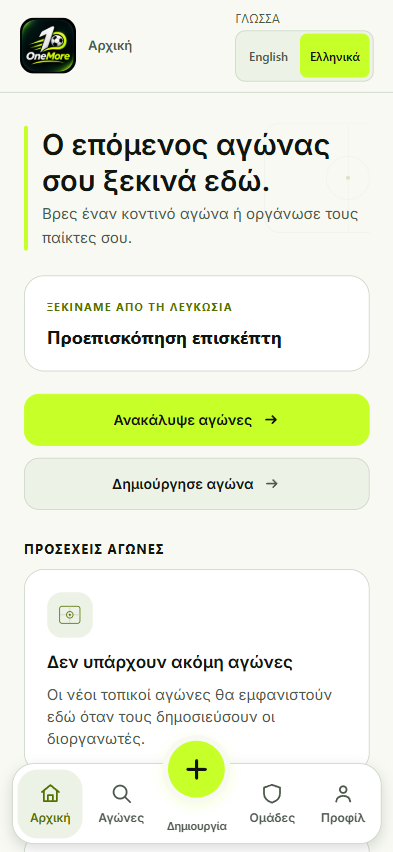 OneMore
Αρχική
ΓΛΩΣΣΑ
English
Ελληνικά
Ο επόμενος αγώνας
σου ξεκινά εδώ.
Βρες έναν κοντινό αγώνα ή οργάνωσε τους
παίκτες σου.
ΞΕΚΙΝΑΜΕ ΑΠΟ ΤΗ ΛΕΥΚΩΣΙΑ
Προεπισκόπηση επισκέπτη
Ανακάλυψε αγώνες →
Δημιούργησε αγώνα →
ΠΡΟΣΕΧΕΙΣ ΑΓΩΝΕΣ
Δεν υπάρχουν ακόμη αγώνες
Οι νέοι τοπικοί αγώνες θα εμφανιστούν
εδώ όταν τους δημοσιεύσουν οι
διοργανωτές.
Αρχική
Αγώνες
Δημιουργία
Ομάδες
Προφίλ